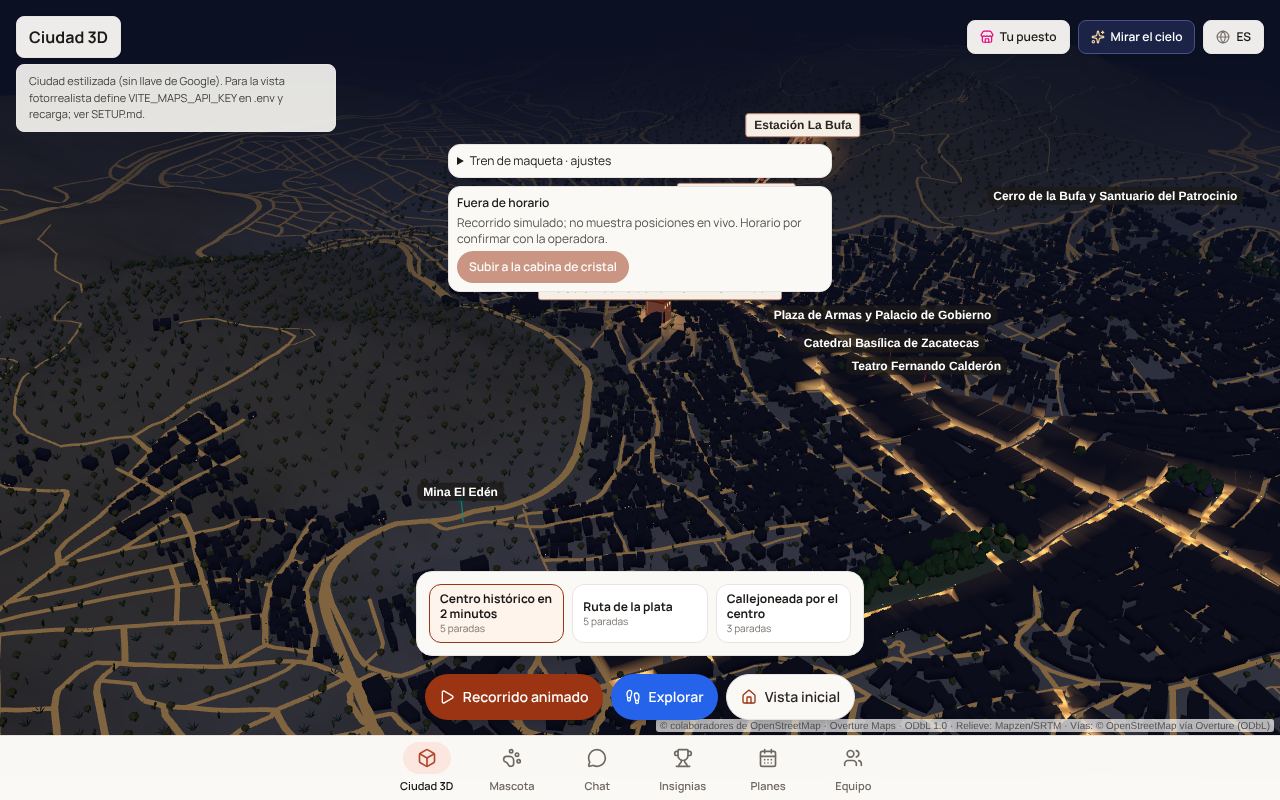 Ciudad 3D
Tu puesto
Mirar el cielo
ES
Ciudad estilizada (sin llave de Google). Para la vista
fotorrealista define VITE_MAPS_API_KEY en .env y
recarga; ver SETUP.md.
Estación La Bufa
Tren de maqueta · ajustes
Cerro de la Bufa y Santuario del Patrocinio
Fuera de horario
Recorrido simulado; no muestra posiciones en vivo. Horario por
confirmar con la operadora.
Subir a la cabina de cristal
Plaza de Armas y Palacio de Gobierno
Catedral Basílica de Zacatecas
Teatro Fernando Calderón
Mina El Edén
Centro histórico en
2 minutos
5 paradas
Ruta de la plata
5 paradas
Callejoneada por el
centro
3 paradas
Recorrido animado
Explorar
Vista inicial
© colaboradores de OpenStreetMap · Overture Maps · ODbL 1.0 · Relieve: Mapzen/SRTM · Vías: © OpenStreetMap vía Overture (ODbL)
Ciudad 3D
Mascota
Chat
Insignias
Planes
Equipo